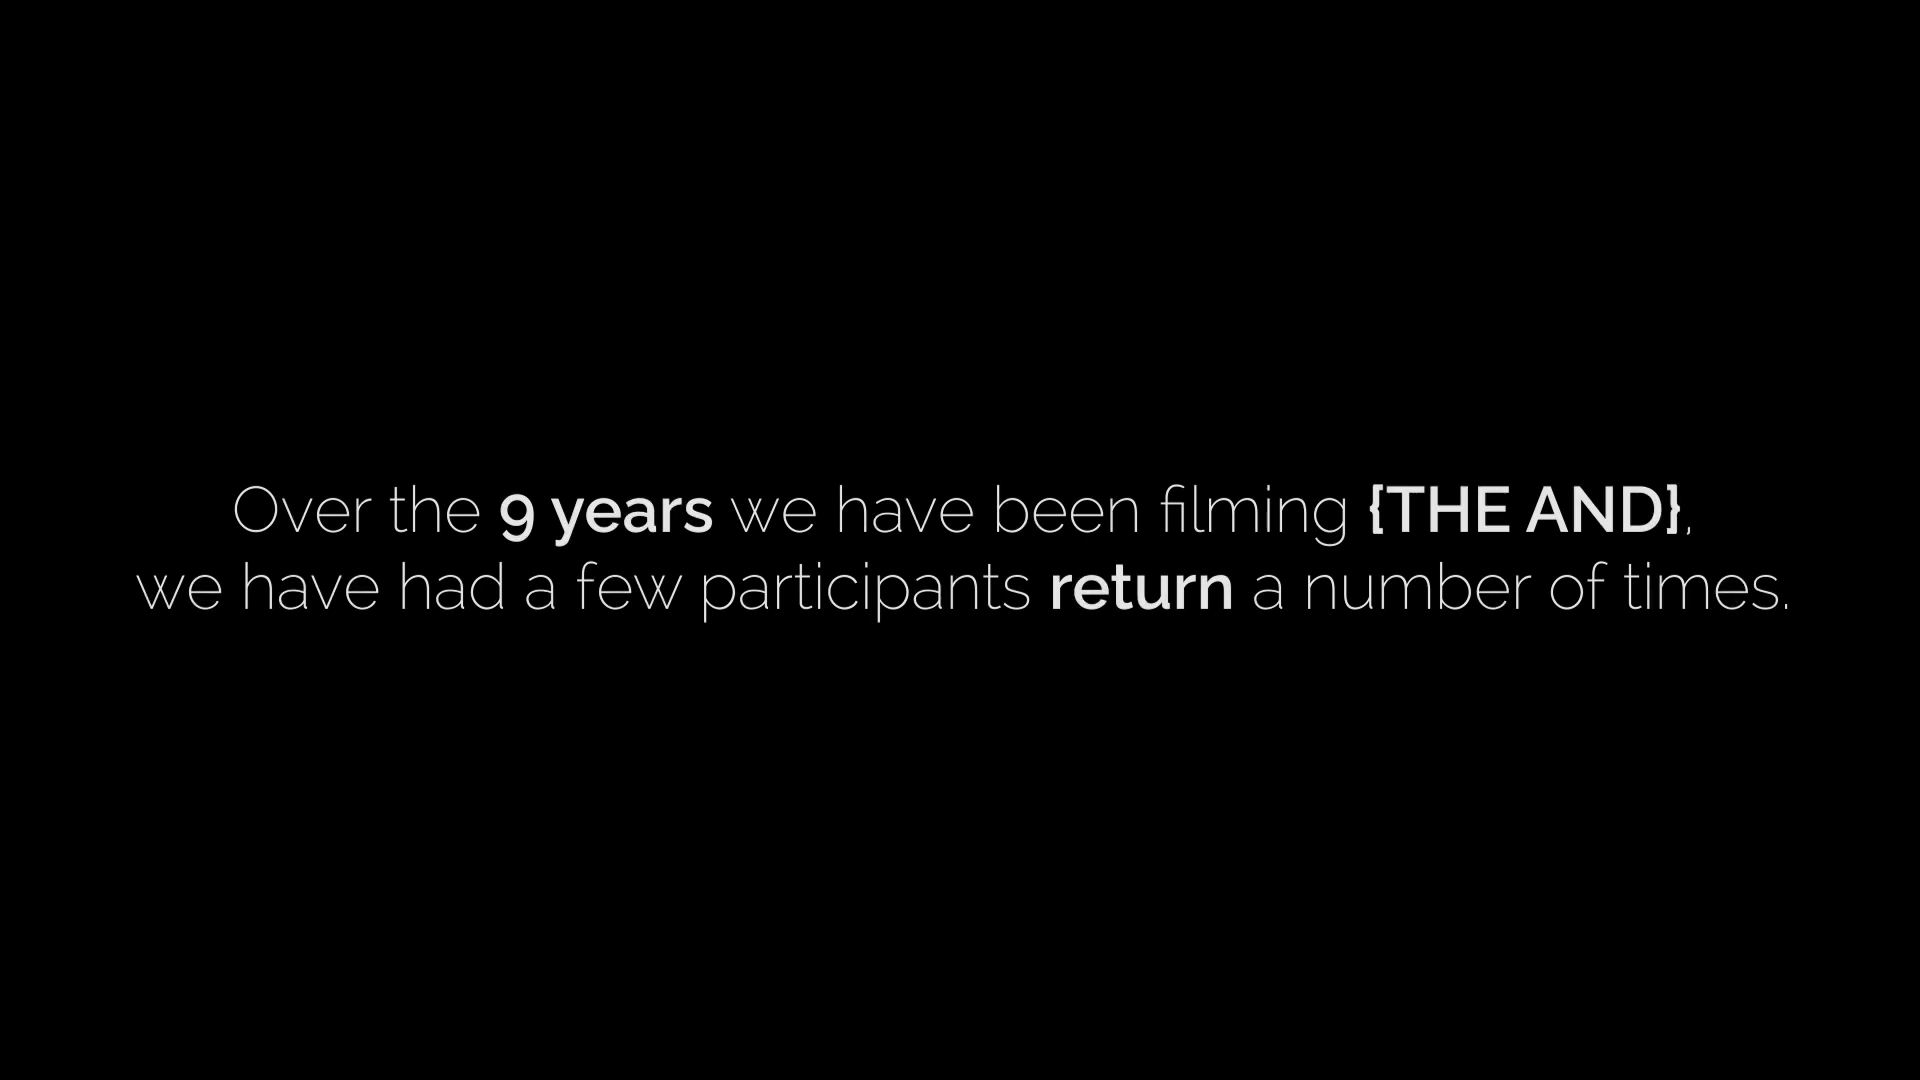 Over the 9 years we have been filming {THE AND},
we have had a few participants return a number of times.